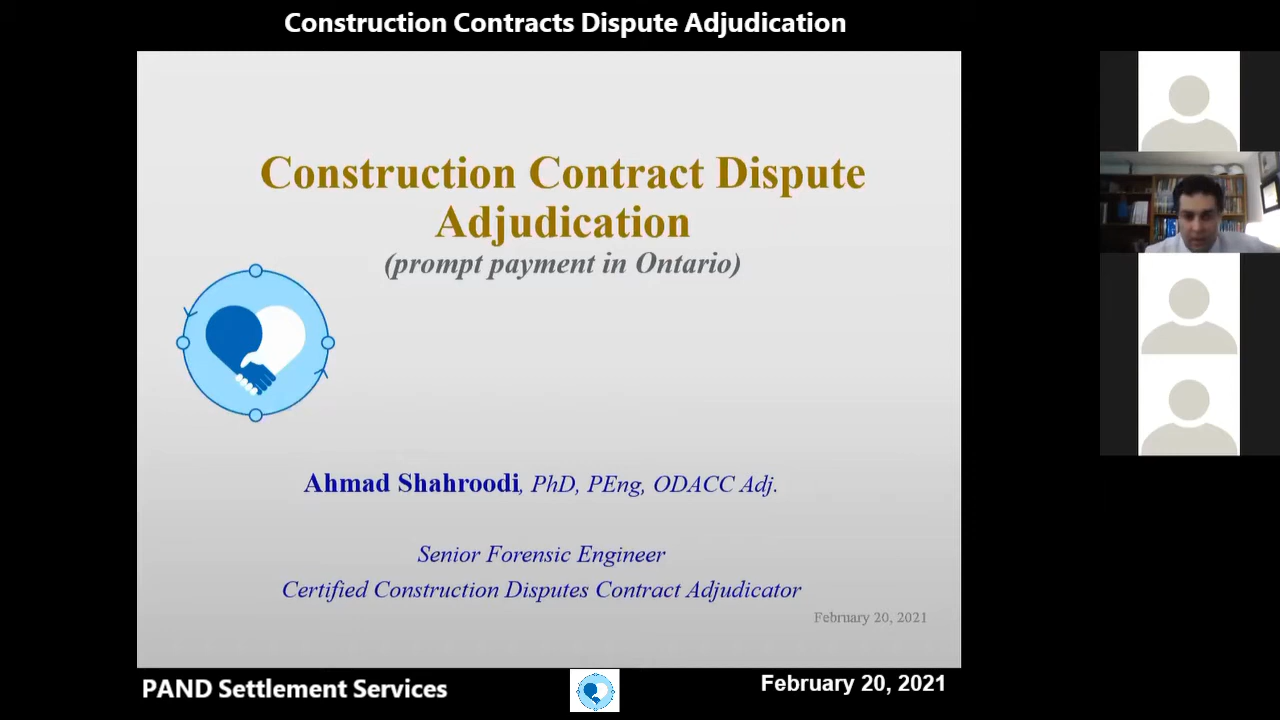 Construction Contracts Dispute Adjudication
Construction Contract Dispute
Adjudication
(prompt payment in Ontario)
Ahmad Shahroodi, PhD, PEng, ODACC Adj.
Senior Forensic Engineer
Certified Construction Disputes Contract Adjudicator
February 20, 2021
PAND Settlement Services
February 20, 2021